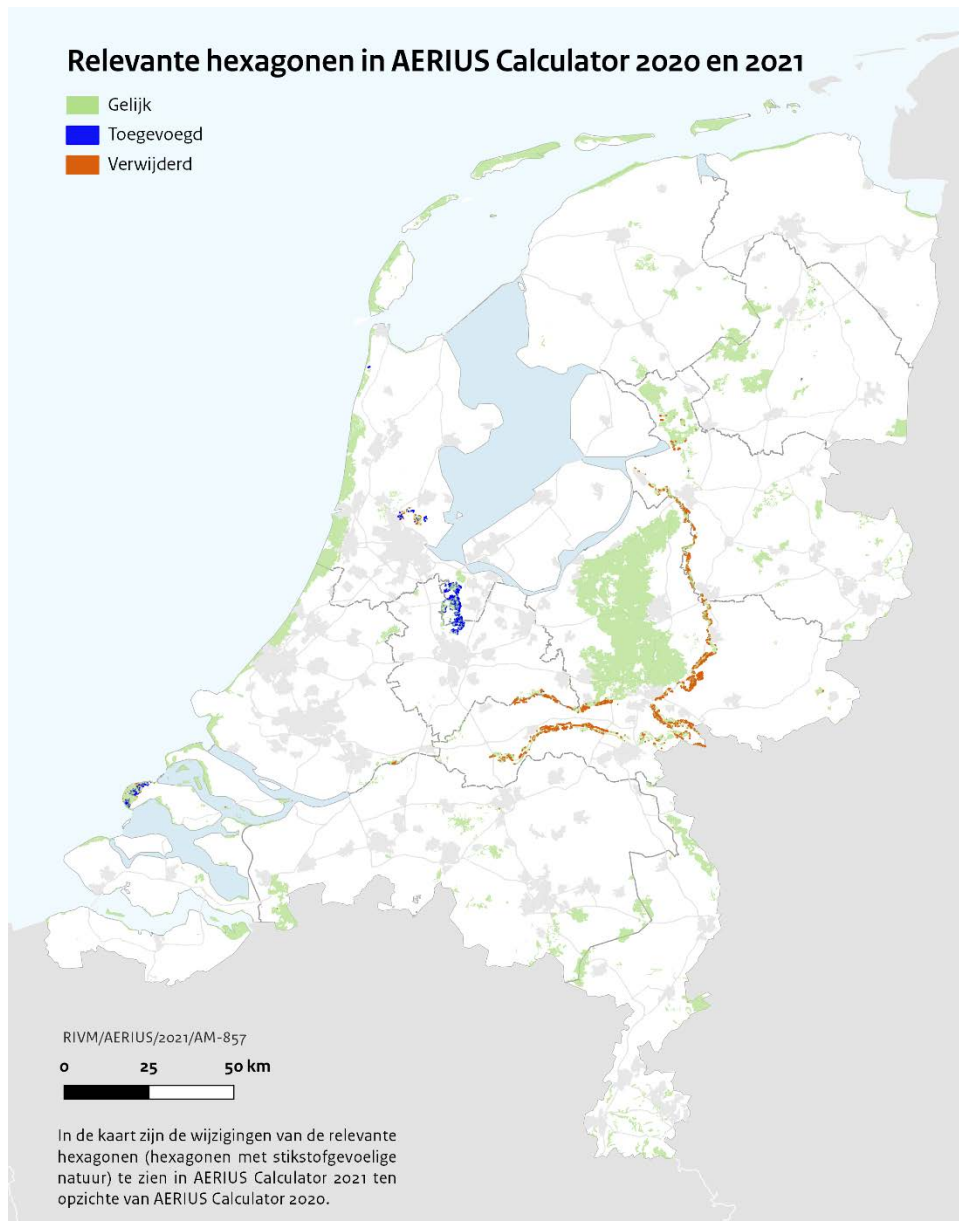 Relevante hexagonen in AERIUS Calculator 2020 en 2021
Gelijk
Toegevoegd
Verwijderd
RIVM/AERIUS/2021/AM-857
0 25 50 km
In de kaart zijn de wijzigingen van de relevante
hexagonen (hexagonen met stikstofgevoelige
natuur) te zien in AERIUS Calculator 2021 ten
opzichte van AERIUS Calculator 2020.